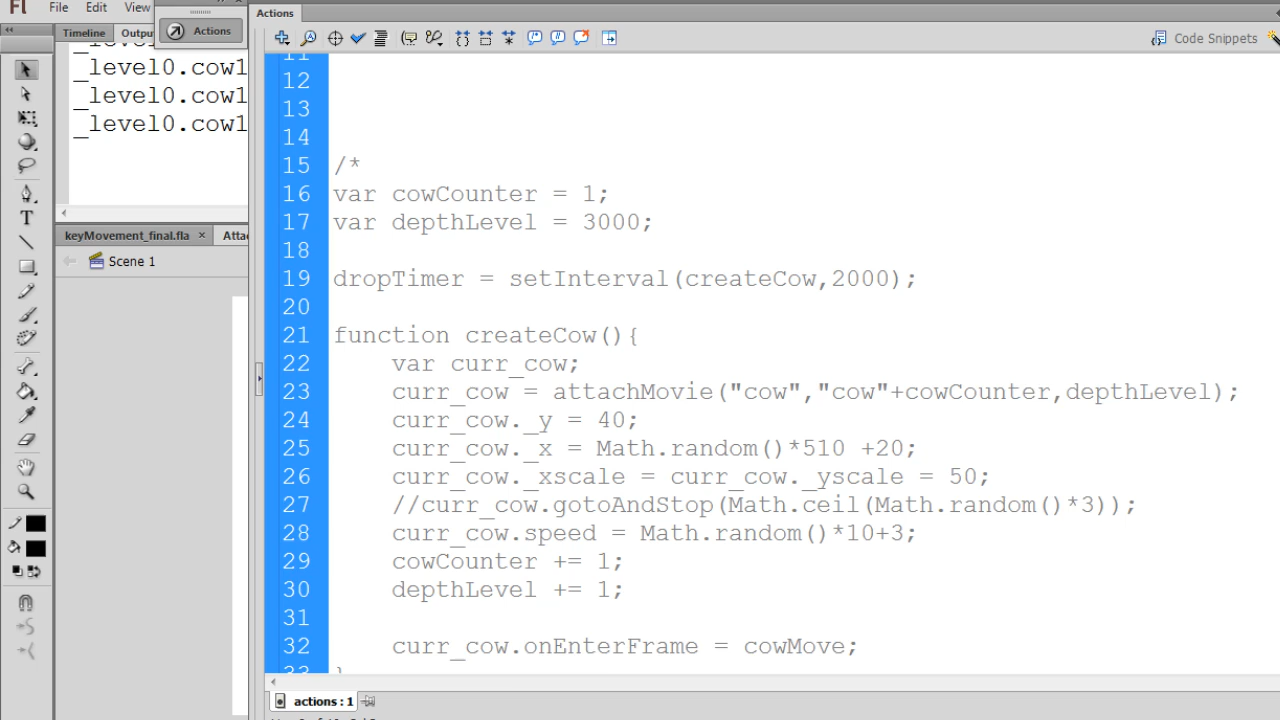 Fl File Edit View
Actions
Actions
Timeline Output
Code Snippets
_level0.cow1
_level0.cow1
_level0.cow1
keyMovement_final.fla × Attac
Scene 1
11
12
13
14
15 /*
16 var cowCounter = 1;
17 var depthLevel = 3000;
18
19 dropTimer = setInterval(createCow,2000);
20
21 function createCow(){
22 var curr_cow;
23 curr_cow = attachMovie("cow","cow"+cowCounter,depthLevel);
24 curr_cow._y = 40;
25 curr_cow._x = Math.random()*510 +20;
26 curr_cow._xscale = curr_cow._yscale = 50;
27 //curr_cow.gotoAndStop(Math.ceil(Math.random()*3));
28 curr_cow.speed = Math.random()*10+3;
29 cowCounter += 1;
30 depthLevel += 1;
31
32 curr_cow.onEnterFrame = cowMove;
33 }
actions : 1